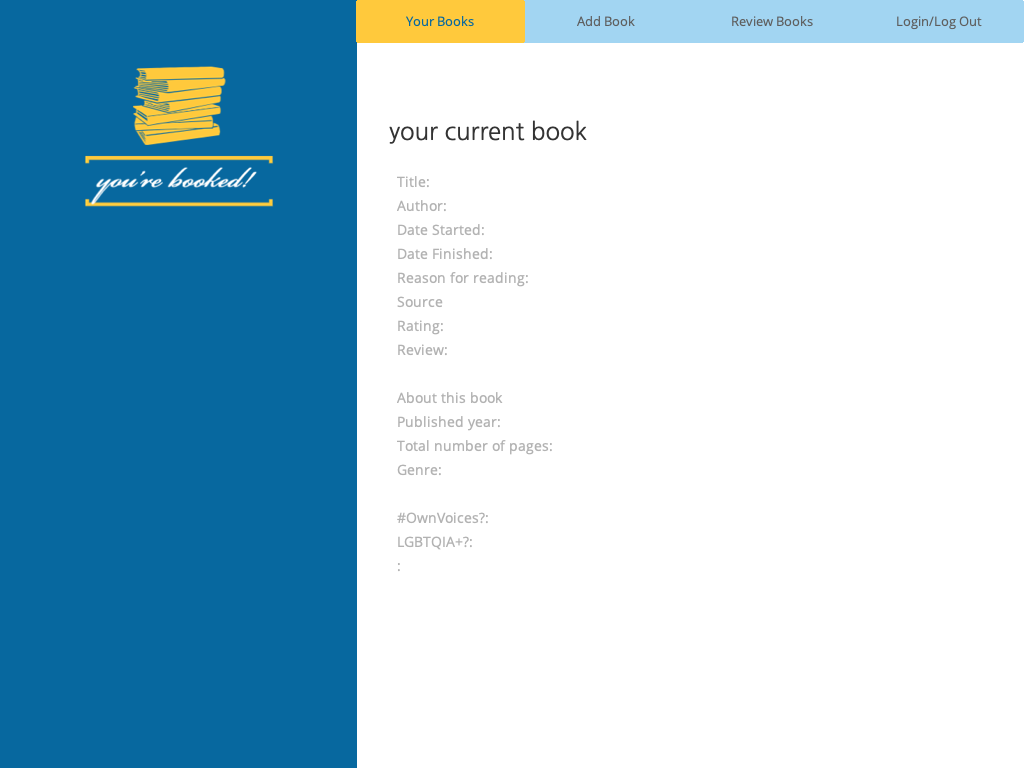 Your Books
Add Book
Review Books
Login/Log Out
you're booked!
your current book
Title:
Author:
Date Started:
Date Finished:
Reason for reading:
Source
Rating:
Review:
About this book
Published year:
Total number of pages:
Genre:
#OwnVoices?:
LGBTQIA+?:
: